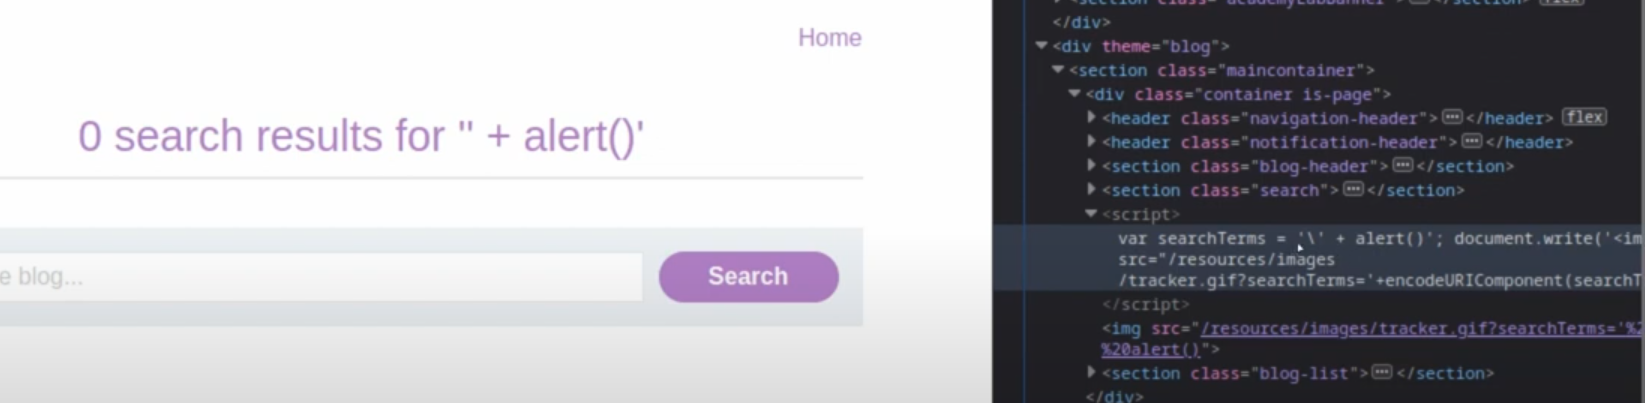 Home
0 search results for '' + alert()'
e blog...
Search
</div>
<div theme="blog">
<section class="maincontainer">
<div class="container is-page">
<header class="navigation-header"> ⋯ </header> flex
<header class="notification-header"> ⋯ </header>
<section class="blog-header"> ⋯ </section>
<section class="search"> ⋯ </section>
<script>
var searchTerms = '\' + alert()'; document.write('<im
src="/resources/images
/tracker.gif?searchTerms='+encodeURIComponent(searchT
</script>
<img src="/resources/images/tracker.gif?searchTerms='%2
%20alert()">
<section class="blog-list"> ⋯ </section>
</div>